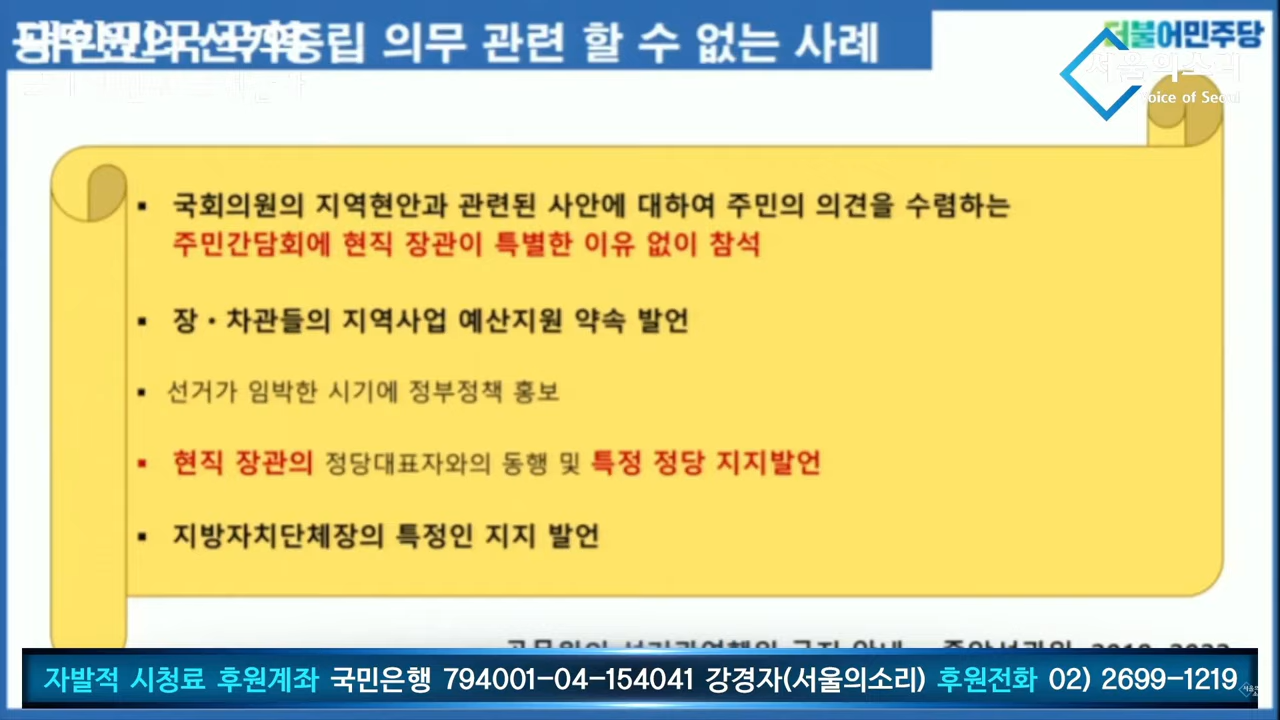 중립 의무 관련 할 수 없는 사례
더불어민주당
서울의소리
Voice of Seoul
▪ 국회의원의 지역현안과 관련된 사안에 대하여 주민의 의견을 수렴하는
주민간담회에 현직 장관이 특별한 이유 없이 참석
▪ 장·차관들의 지역사업 예산지원 약속 발언
▪ 선거가 임박한 시기에 정부정책 홍보
▪ 현직 장관의 정당대표자와의 동행 및 특정 정당 지지발언
▪ 지방자치단체장의 특정인 지지 발언
자발적 시청료 후원계좌 국민은행 794001-04-154041 강경자(서울의소리) 후원전화 02) 2699-1219